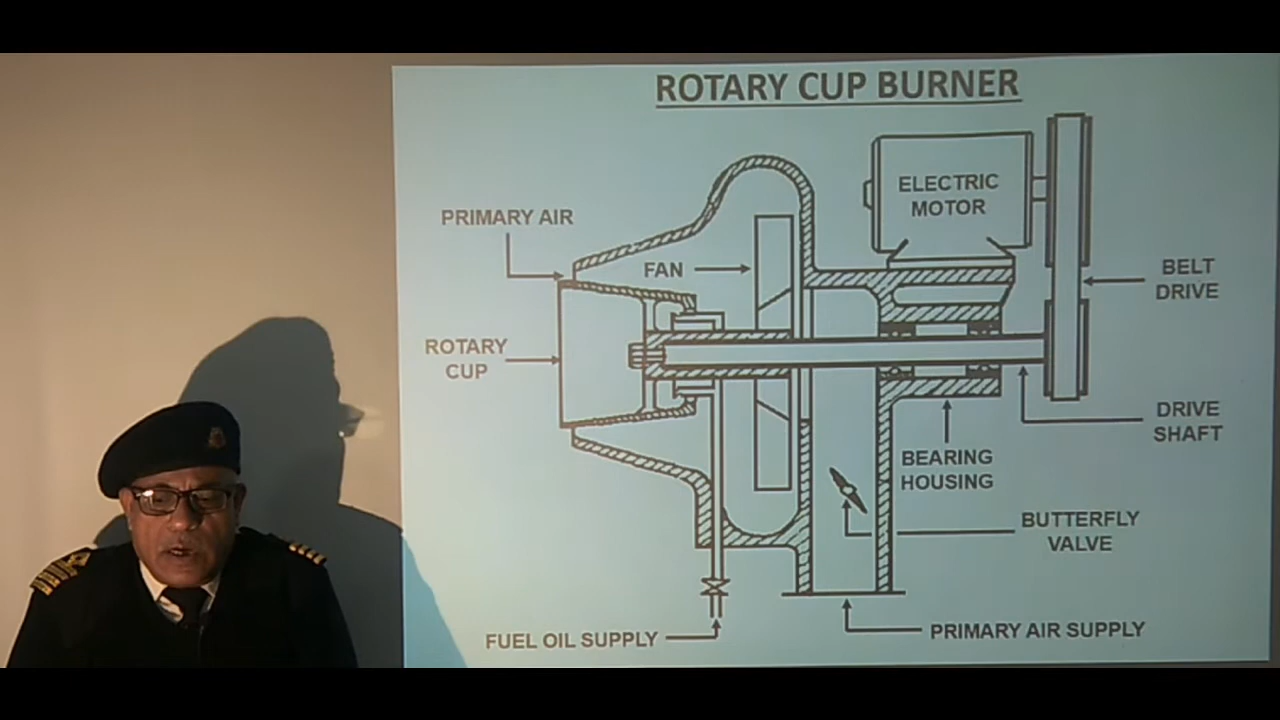 ROTARY CUP BURNER
ELECTRIC
MOTOR
PRIMARY AIR
FAN
BELT
DRIVE
ROTARY
CUP
DRIVE
SHAFT
BEARING
HOUSING
BUTTERFLY
VALVE
FUEL OIL SUPPLY
PRIMARY AIR SUPPLY